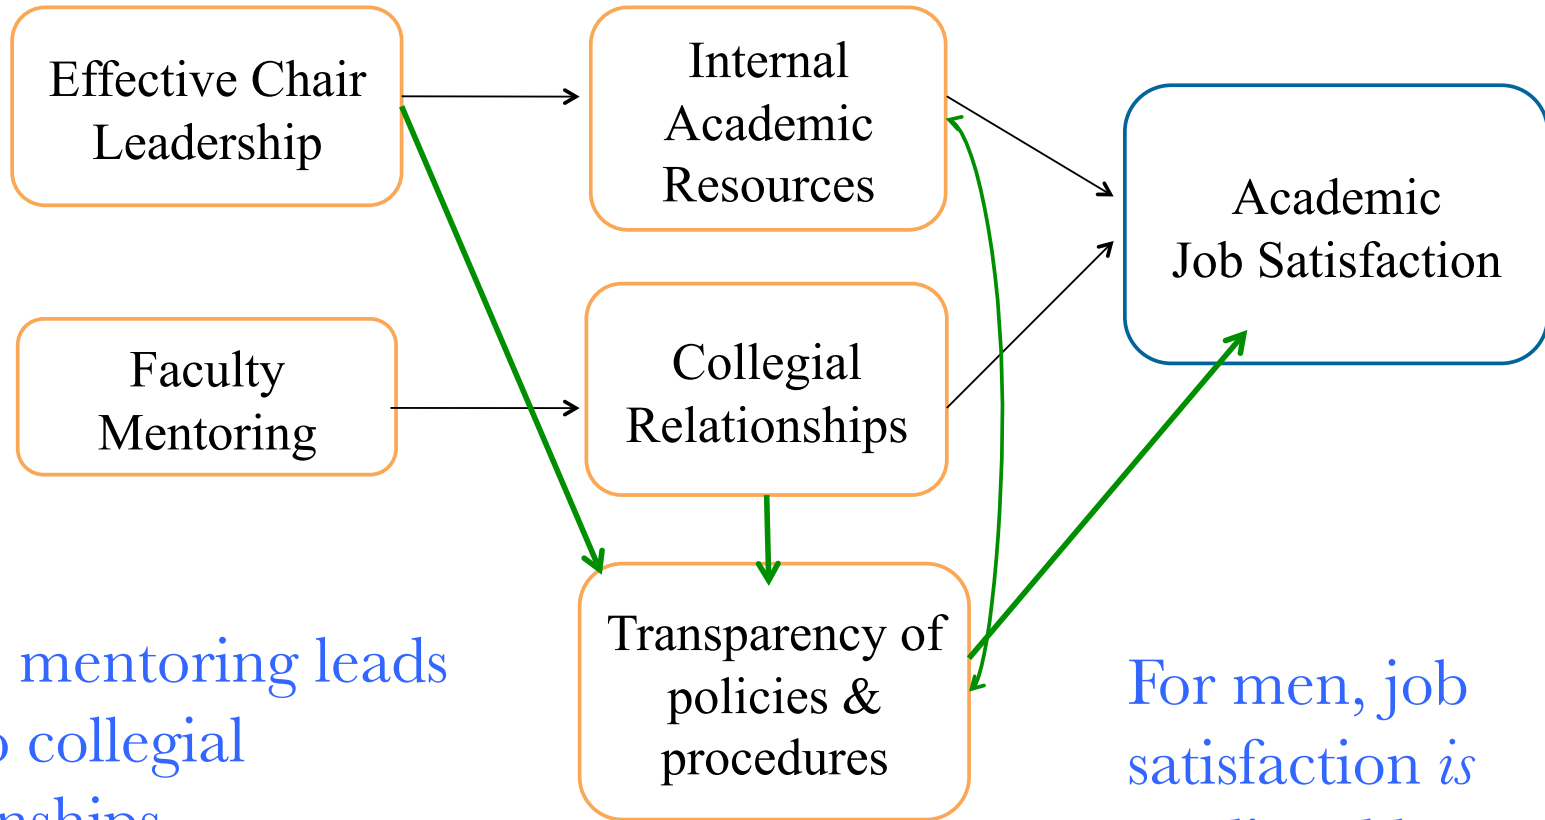 Effective Chair
Leadership
Internal
Academic
Resources
Academic
Job Satisfaction
Faculty
Mentoring
Collegial
Relationships
Transparency of
policies &
procedures
mentoring leads
collegial
For men, job
satisfaction is